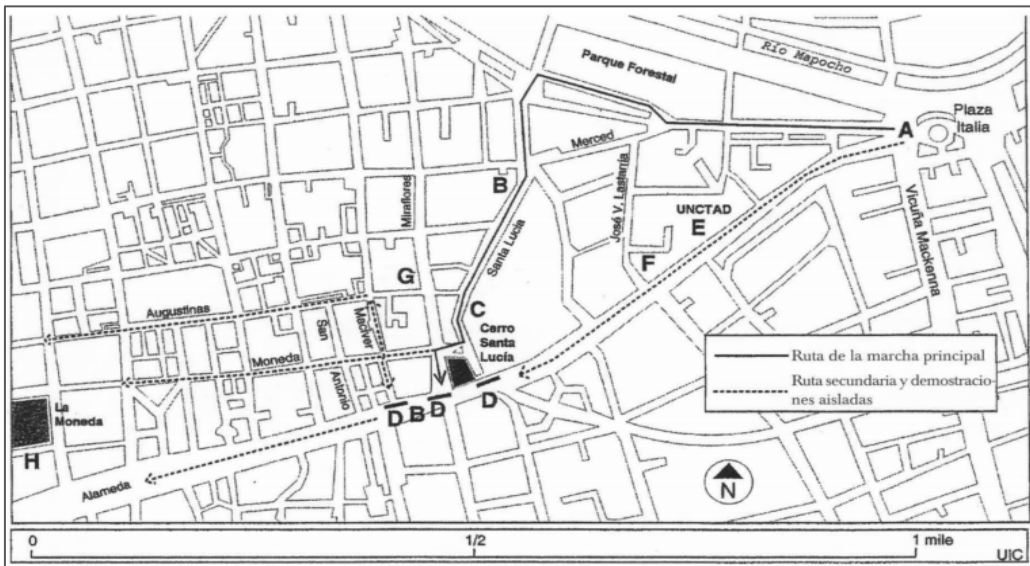 Río Mapocho
Parque Forestal
A
Plaza
Italia
Merced
B
Miraflores
José V. Lastarria
UNCTAD
E
Vicuña Mackenna
Santa Lucía
F
G
C
Augustinas
San
Antonio
MacIver
Cerro
Santa
Lucía
Moneda
Ruta de la marcha principal
Ruta secundaria y demostracio-
nes aisladas
La
Moneda
D
B
D
D
H
Alameda
N
0
1/2
1 mile
UIC